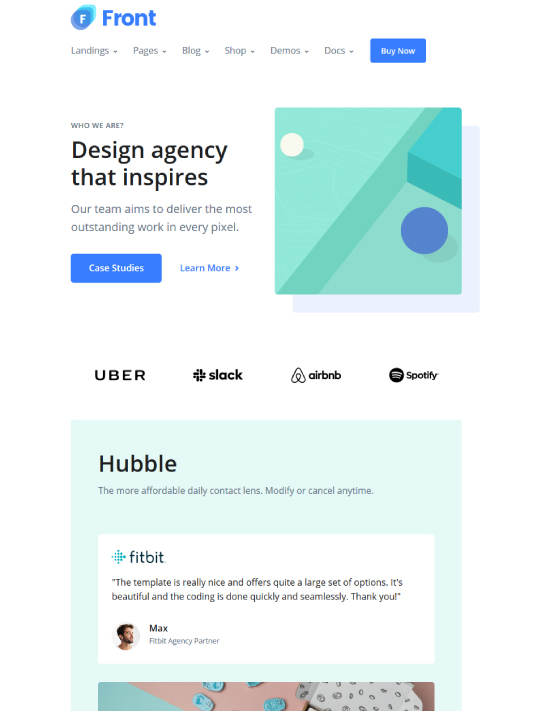 Front
Landings Pages Blog Shop Demos Docs Buy Now
WHO WE ARE?
Design agency
that inspires
Our team aims to deliver the most
outstanding work in every pixel.
Case Studies Learn More
UBER slack airbnb Spotify
Hubble
The more affordable daily contact lens. Modify or cancel anytime.
fitbit
"The template is really nice and offers quite a large set of options. It's
beautiful and the coding is done quickly and seamlessly. Thank you!"
Max
Fitbit Agency Partner